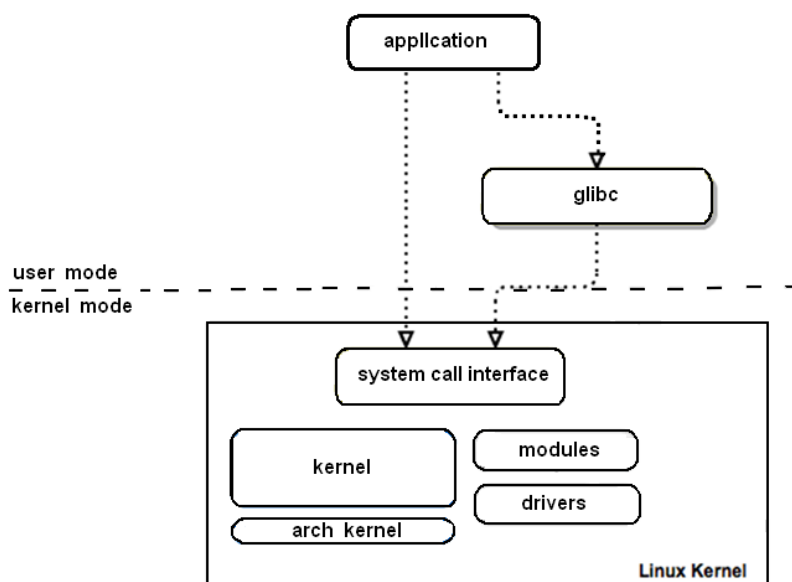 application
glibc
user mode
kernel mode
system call interface
kernel
modules
drivers
arch kernel
Linux Kernel